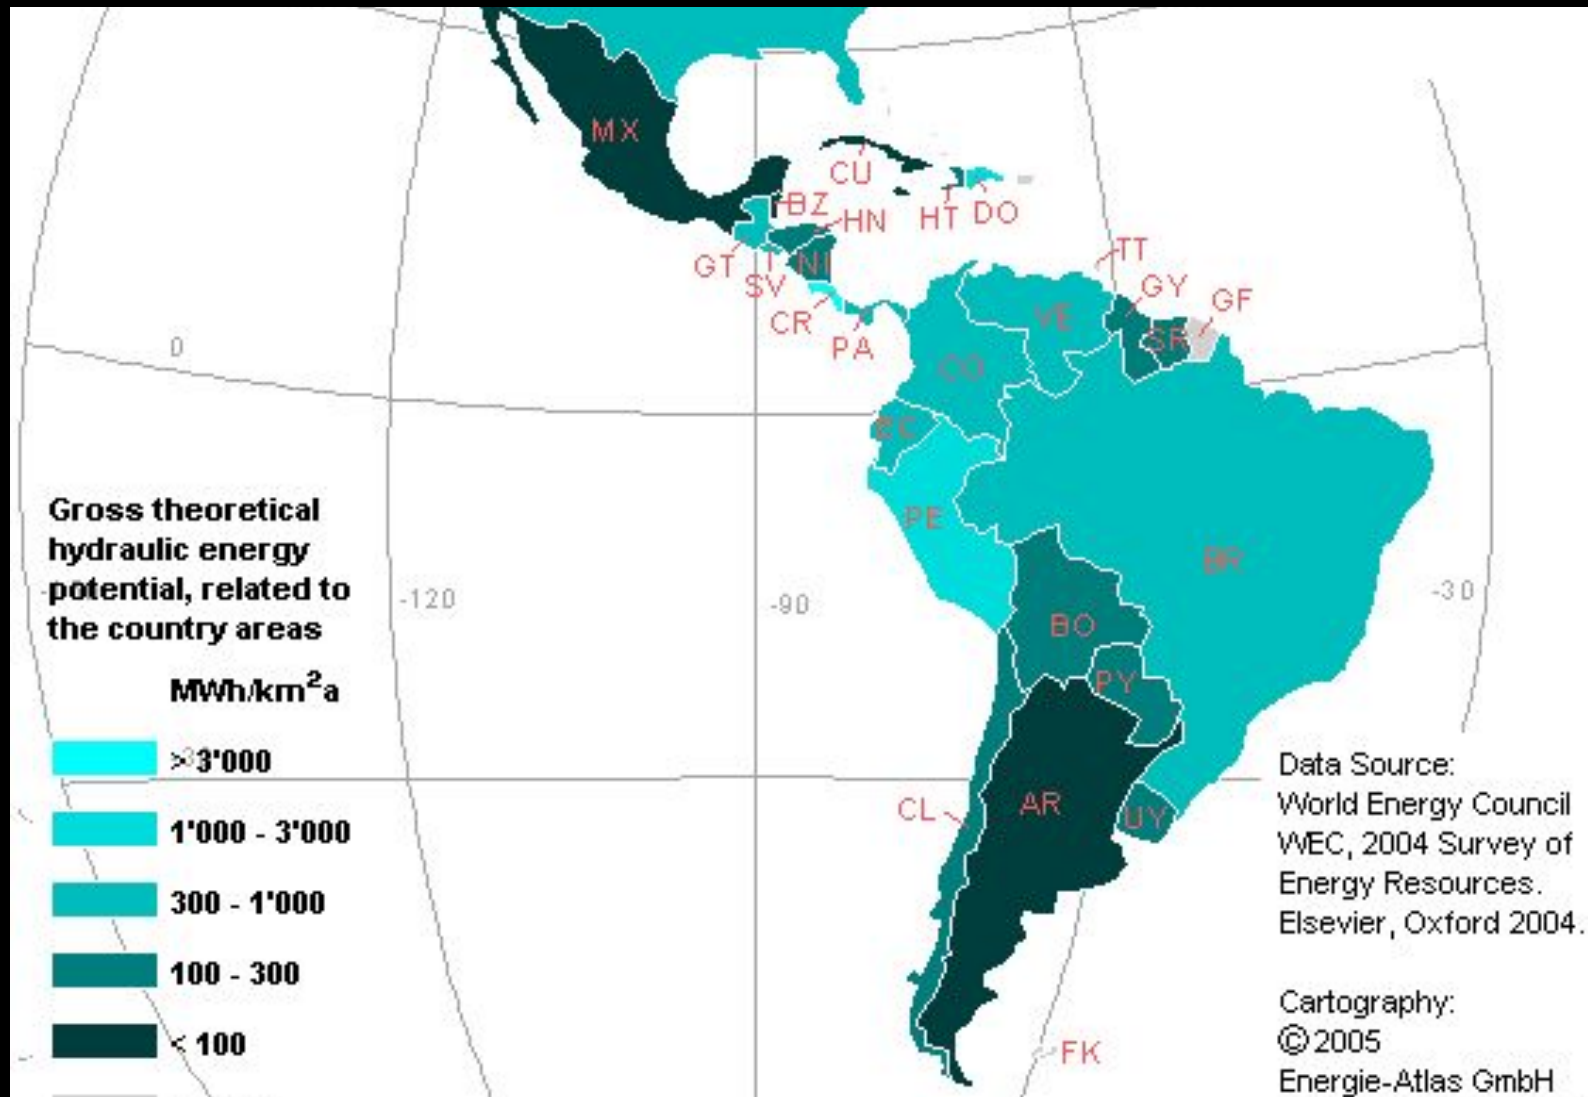 MX
CU
BZ
HN
HT
DO
GT
SV
NI
TT
GY
GF
CR
PA
VE
SR
CO
0
EC
PE
BR
Gross theoretical
hydraulic energy
potential, related to
the country areas
-120
-90
-30
BO
PY
MWh/km²a
>3'000
1'000 - 3'000
300 - 1'000
100 - 300
< 100
CL
AR
UY
FK
Data Source:
World Energy Council
WEC, 2004 Survey of
Energy Resources.
Elsevier, Oxford 2004.
Cartography:
©2005
Energie-Atlas GmbH